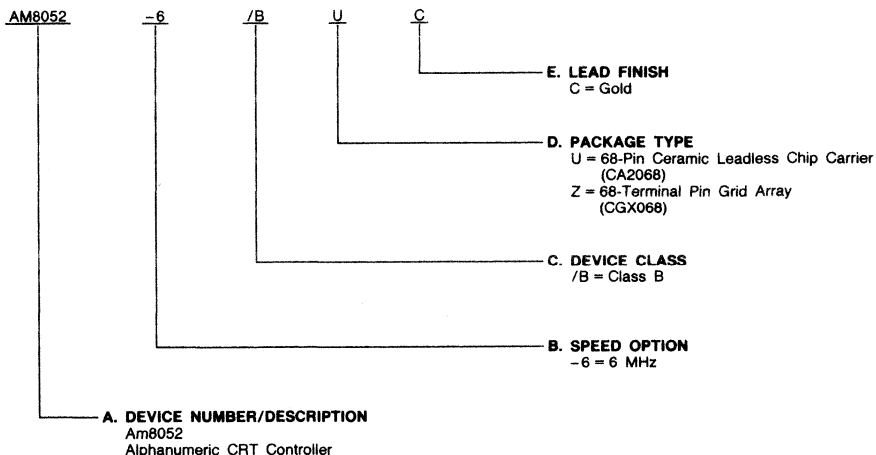 AM8052 -6 /B U C
E. LEAD FINISH
C = Gold
D. PACKAGE TYPE
U = 68-Pin Ceramic Leadless Chip Carrier
(CA2068)
Z = 68-Terminal Pin Grid Array
(CGX068)
C. DEVICE CLASS
/B = Class B
B. SPEED OPTION
-6 = 6 MHz
A. DEVICE NUMBER/DESCRIPTION
Am8052
Alphanumeric CRT Controller